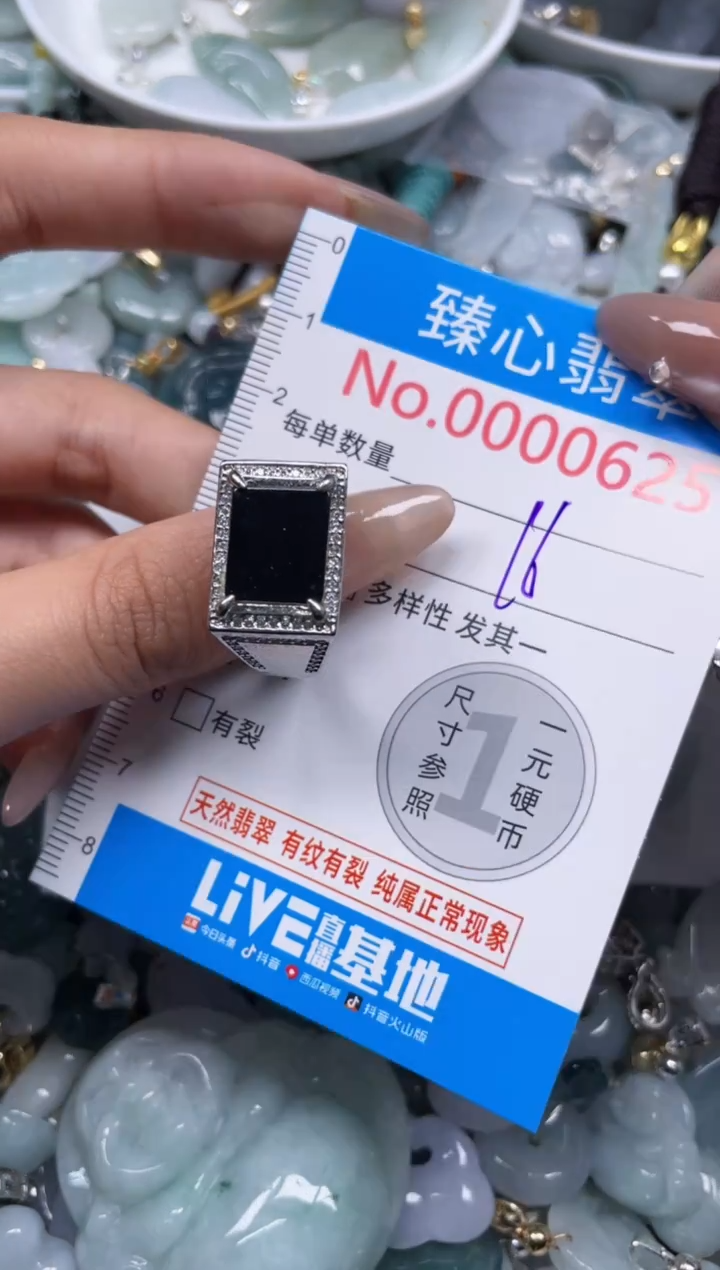 0
1
臻心翡翠
No.0000625
2
每单数量
16
多样性 发其一
6
有裂
尺寸参照
1
一元硬币
7
天然翡翠 有纹有裂 纯属正常现象
8
LiVE直播基地
今日头条 抖音 西瓜视频 抖音火山版